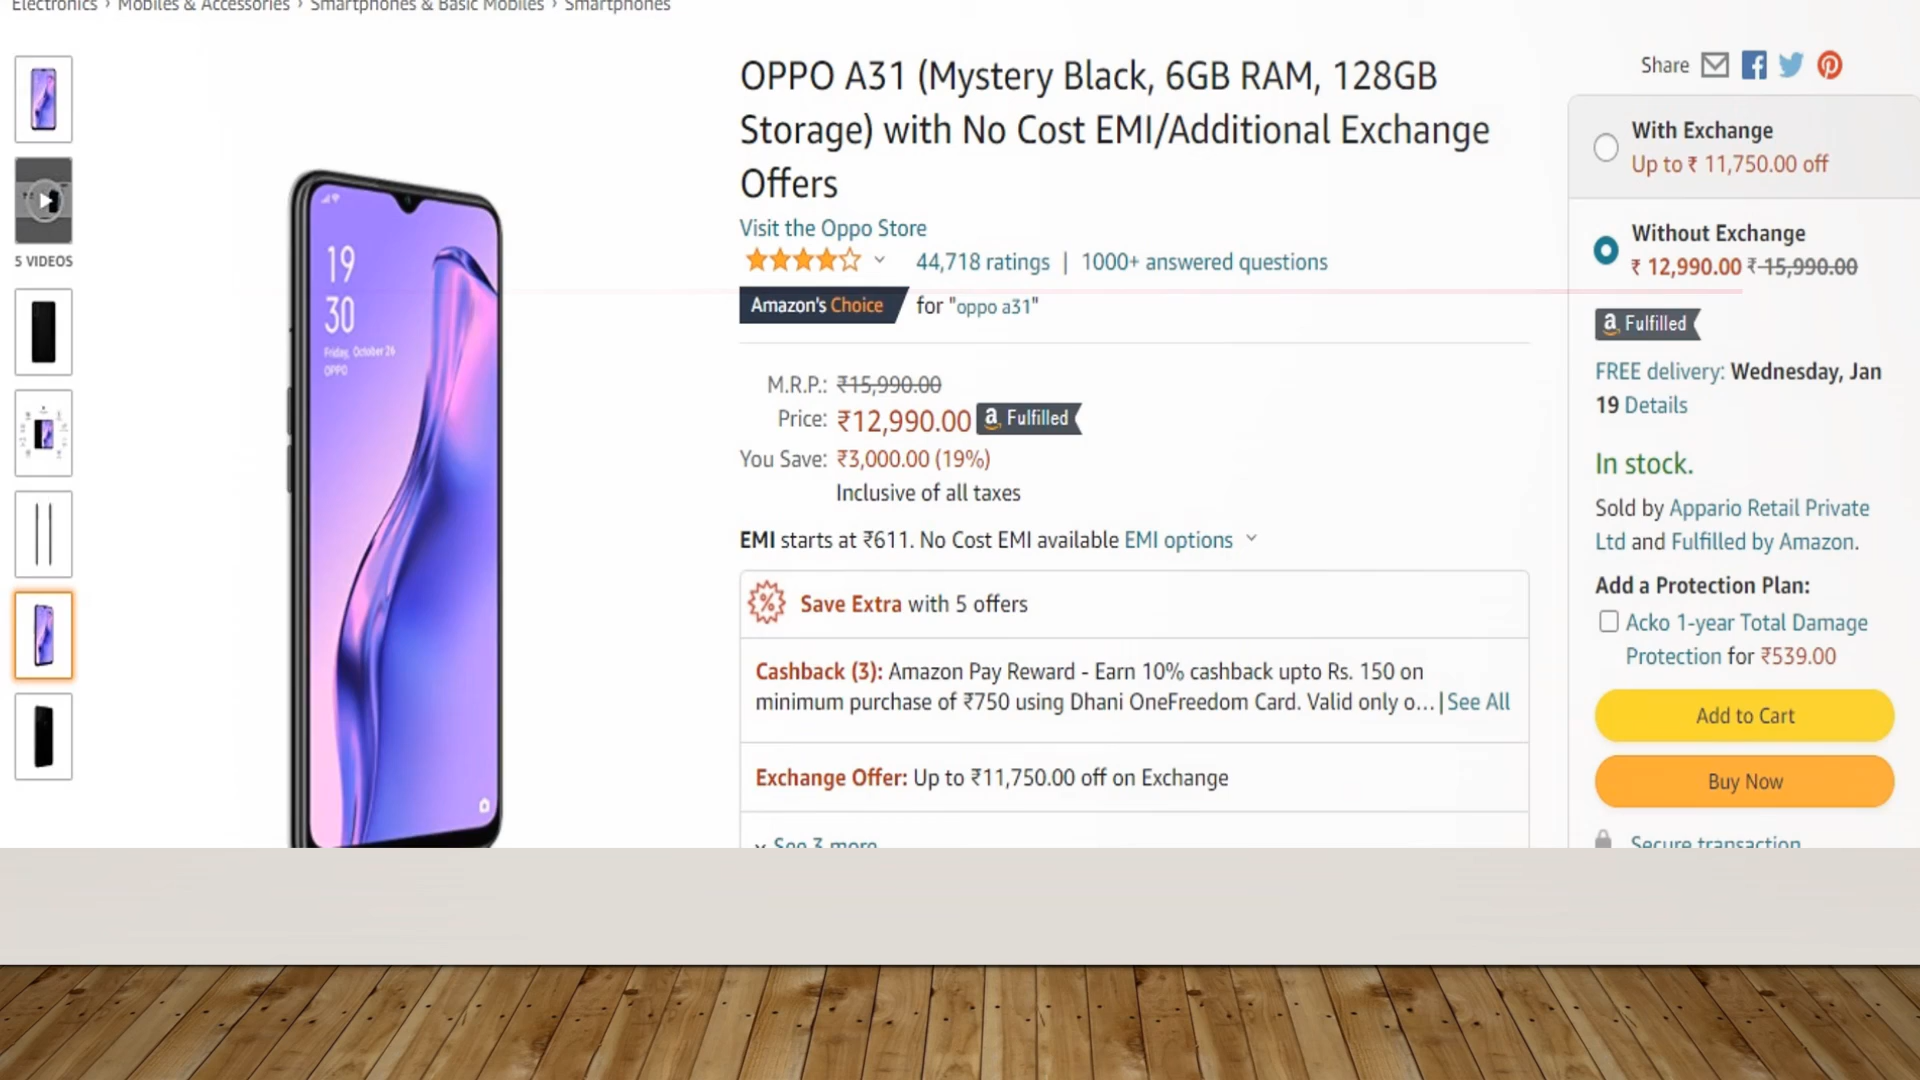 Electronics › Mobiles & Accessories › Smartphones & Basic Mobiles › Smartphones
5 VIDEOS
19
30
Friday, October 26
OPPO
OPPO A31 (Mystery Black, 6GB RAM, 128GB
Storage) with No Cost EMI/Additional Exchange
Offers
Visit the Oppo Store
44,718 ratings | 1000+ answered questions
Amazon's Choice for "oppo a31"
M.R.P.: ₹15,990.00
Price: ₹12,990.00 a Fulfilled
You Save: ₹3,000.00 (19%)
Inclusive of all taxes
EMI starts at ₹611. No Cost EMI available EMI options
% Save Extra with 5 offers
Cashback (3): Amazon Pay Reward - Earn 10% cashback upto Rs. 150 on
minimum purchase of ₹750 using Dhani OneFreedom Card. Valid only o... | See All
Exchange Offer: Up to ₹11,750.00 off on Exchange
See 3 more
Share
With Exchange
Up to ₹ 11,750.00 off
Without Exchange
₹ 12,990.00 ₹ 15,990.00
a Fulfilled
FREE delivery: Wednesday, Jan
19 Details
In stock.
Sold by Appario Retail Private
Ltd and Fulfilled by Amazon.
Add a Protection Plan:
Acko 1-year Total Damage
Protection for ₹539.00
Add to Cart
Buy Now
Secure transaction